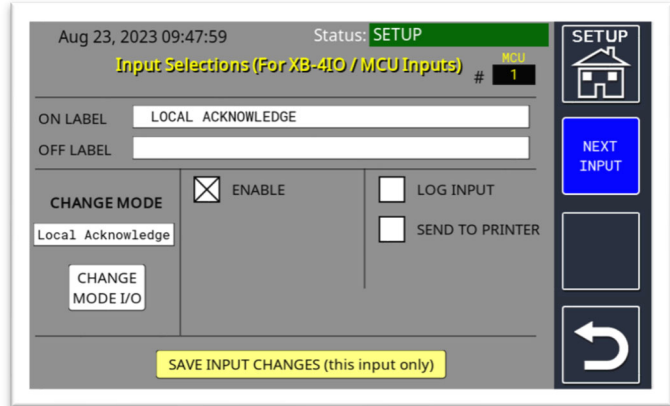 Aug 23, 2023 09:47:59 Status: SETUP
Input Selections (For XB-4IO / MCU Inputs) # MCU 1
ON LABEL LOCAL ACKNOWLEDGE
OFF LABEL
CHANGE MODE
Local Acknowledge
CHANGE
MODE I/O
ENABLE
LOG INPUT
SEND TO PRINTER
SAVE INPUT CHANGES (this input only)
SETUP
NEXT
INPUT